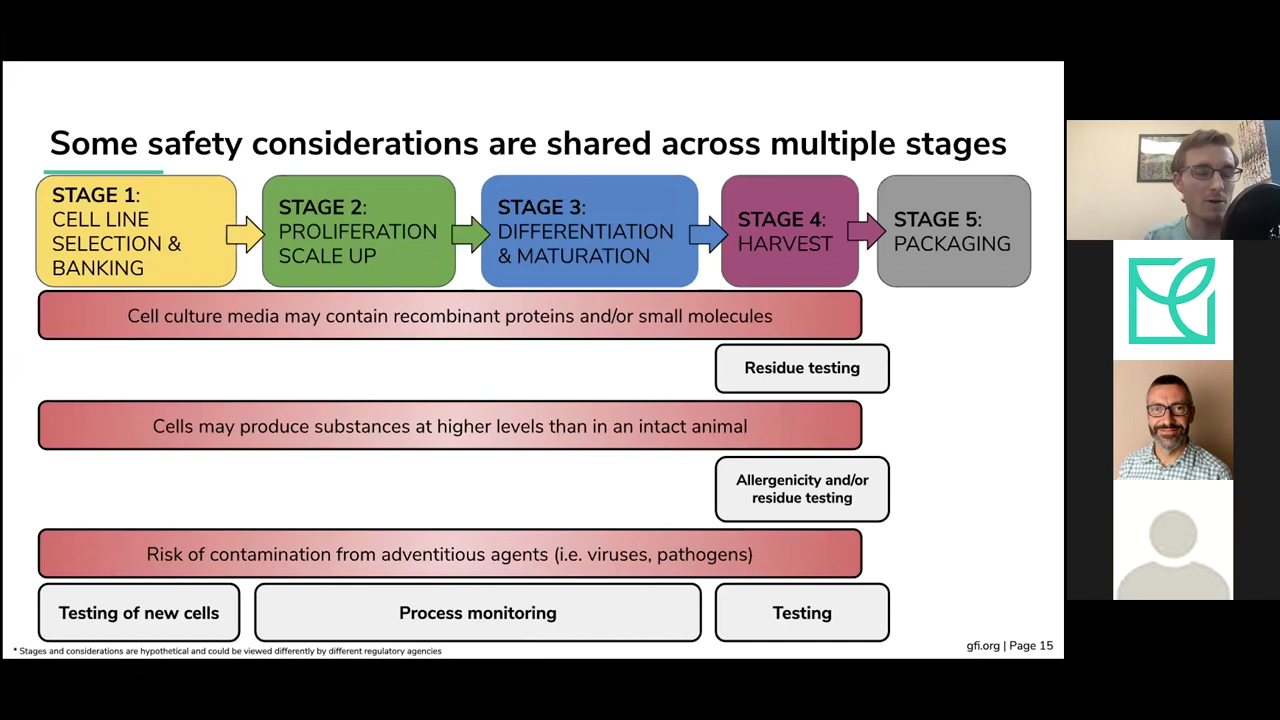 Some safety considerations are shared across multiple stages
STAGE 1:
CELL LINE
SELECTION &
BANKING
STAGE 2:
PROLIFERATION
SCALE UP
STAGE 3:
DIFFERENTIATION
& MATURATION
STAGE 4:
HARVEST
STAGE 5:
PACKAGING
Cell culture media may contain recombinant proteins and/or small molecules
Residue testing
Cells may produce substances at higher levels than in an intact animal
Allergenicity and/or
residue testing
Risk of contamination from adventitious agents (i.e. viruses, pathogens)
Testing of new cells
Process monitoring
Testing
* Stages and considerations are hypothetical and could be viewed differently by different regulatory agencies
gfi.org | Page 15